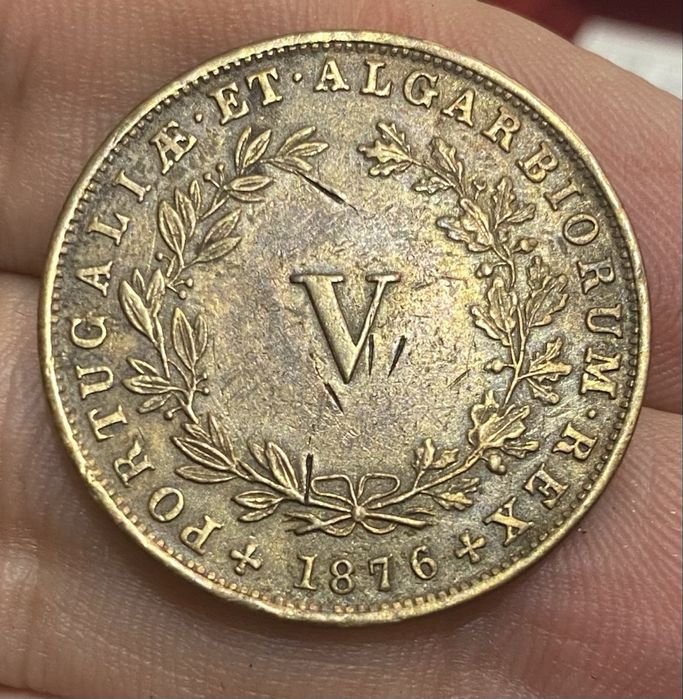 PORTUGALIÆ · ET · ALGARBIORUM · REX
V
1876